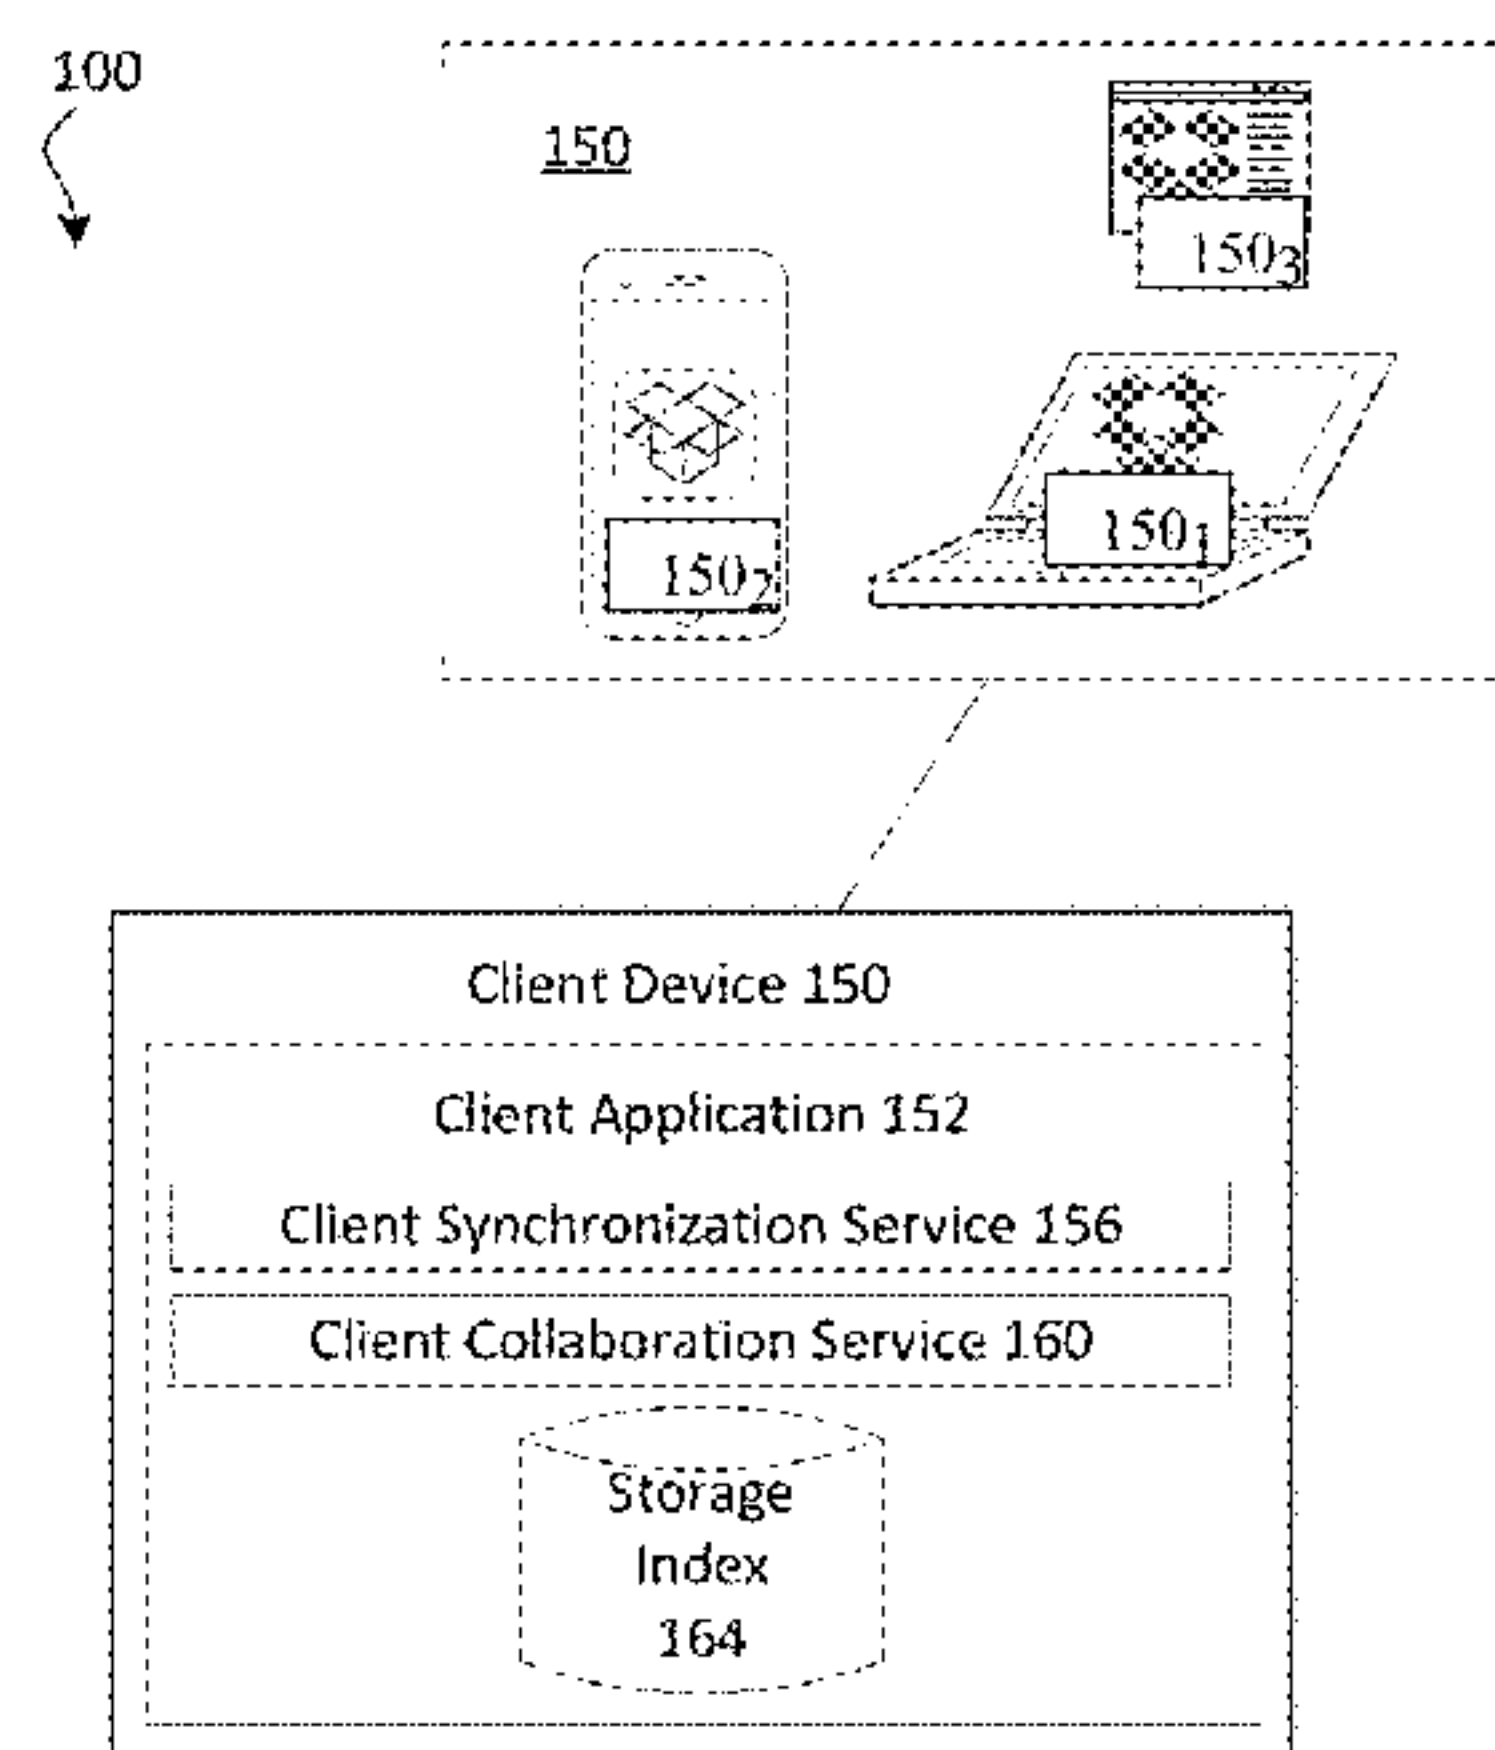 100
150
150₃
150₂
150₁
Client Device 150
Client Application 152
Client Synchronization Service 156
Client Collaboration Service 160
Storage
Index
164